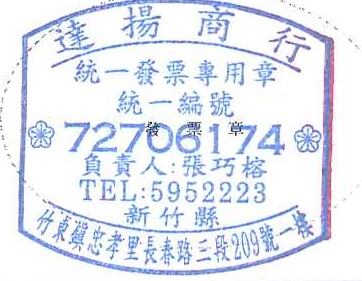 達揚商行
統一發票專用章
統一編號
發票章
72706174
負責人:張巧榕
TEL:5952223
新竹縣
竹東鎮忠孝里長春路三段209號一樓